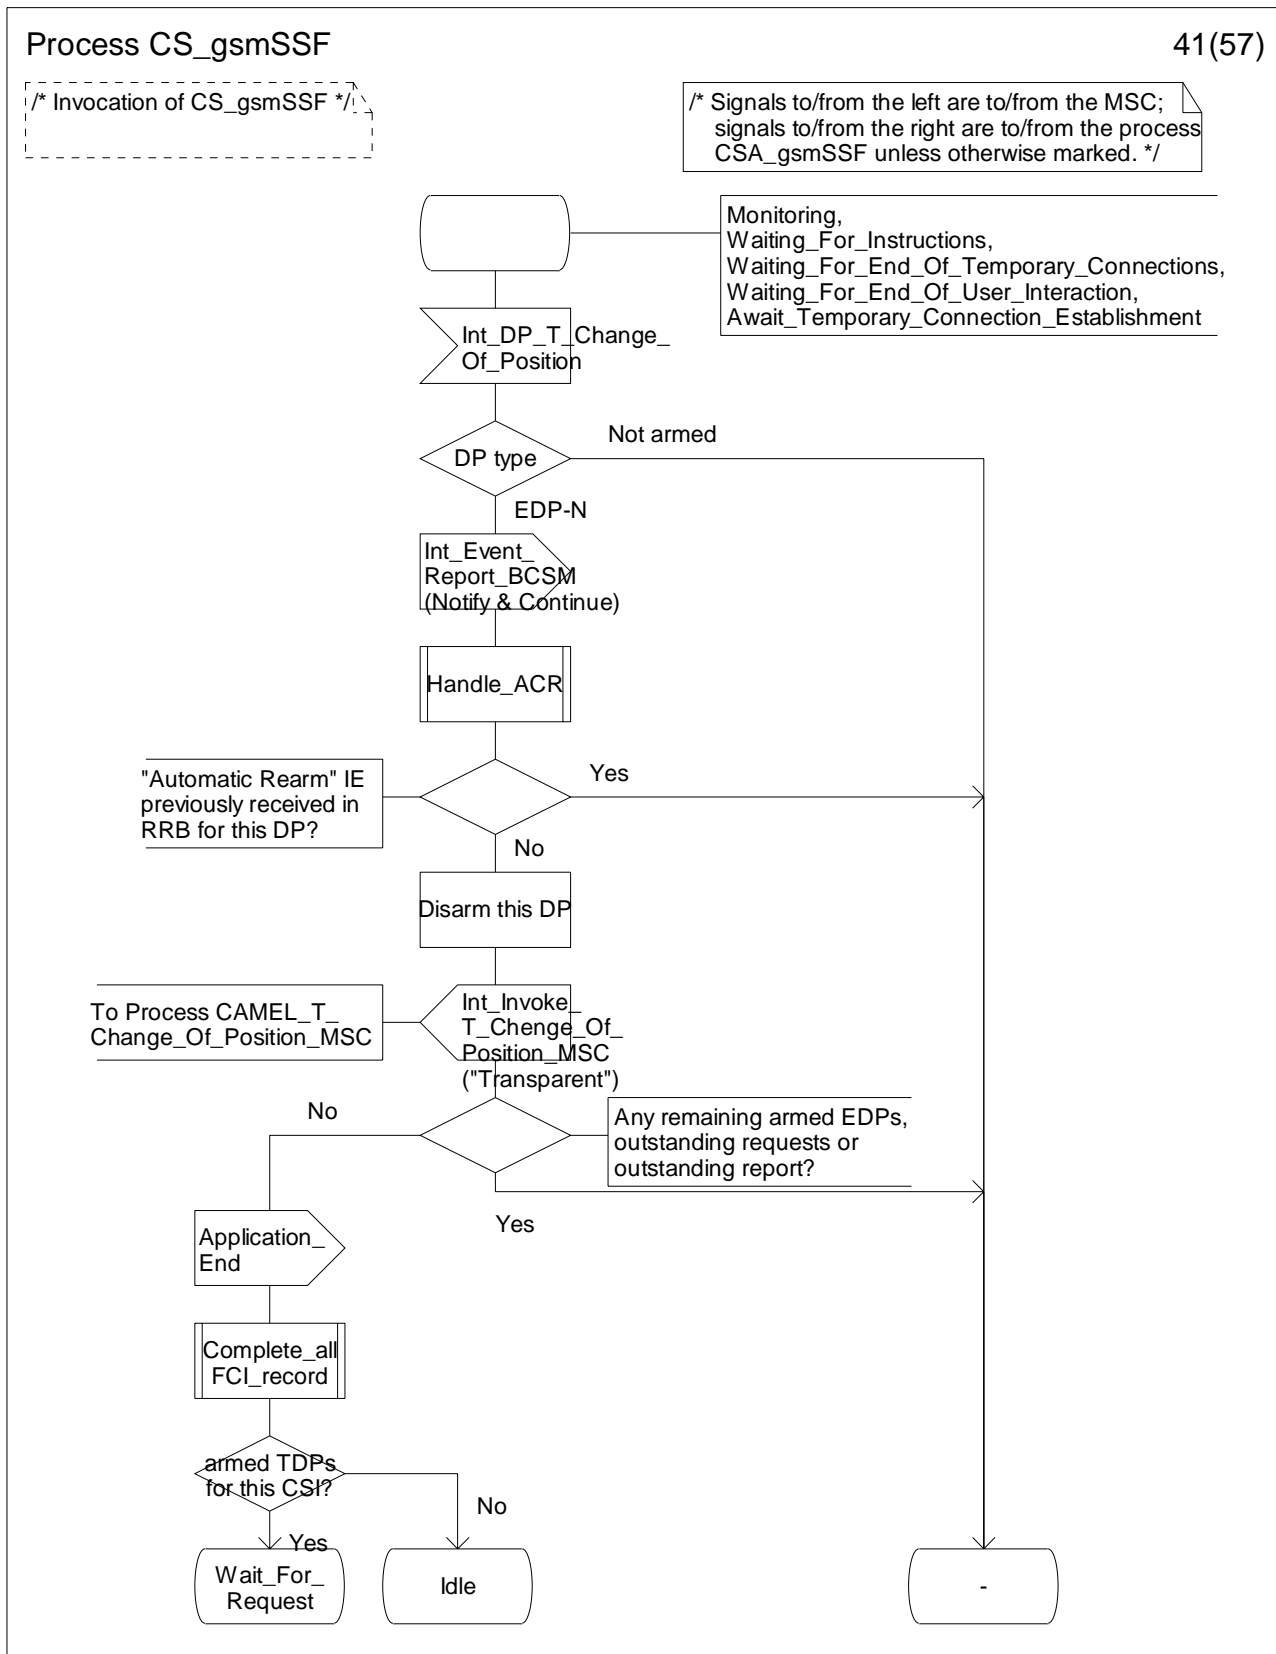 Process CS_gsmSSF
41(57)
/* Invocation of CS_gsmSSF */
/* Signals to/from the left are to/from the MSC;
signals to/from the right are to/from the process
CSA_gsmSSF unless otherwise marked. */
Monitoring,
Waiting_For_Instructions,
Waiting_For_End_Of_Temporary_Connections,
Waiting_For_End_Of_User_Interaction,
Await_Temporary_Connection_Establishment
Int_DP_T_Change_
Of_Position
Not armed
DP type
EDP-N
Int_Event_
Report_BCSM
(Notify & Continue)
Handle_ACR
"Automatic Rearm" IE
previously received in
RRB for this DP?
Yes
No
Disarm this DP
To Process CAMEL_T_
Change_Of_Position_MSC
Int_Invoke_
T_Chenge_Of_
Position_MSC
("Transparent")
No
Any remaining armed EDPs,
outstanding requests or
outstanding report?
Yes
Application_
End
Complete_all
FCI_record
armed TDPs
for this CSI?
No
Yes
Wait_For_
Request
Idle
-